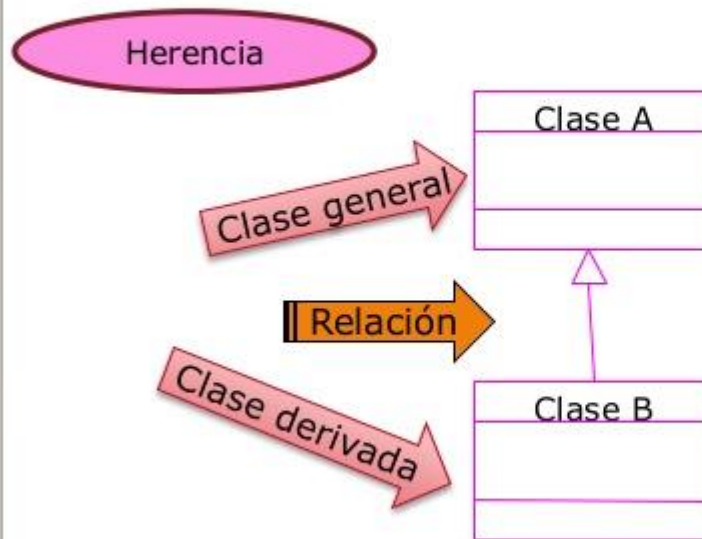 Herencia
Clase A
Clase general
Relación
Clase derivada
Clase B